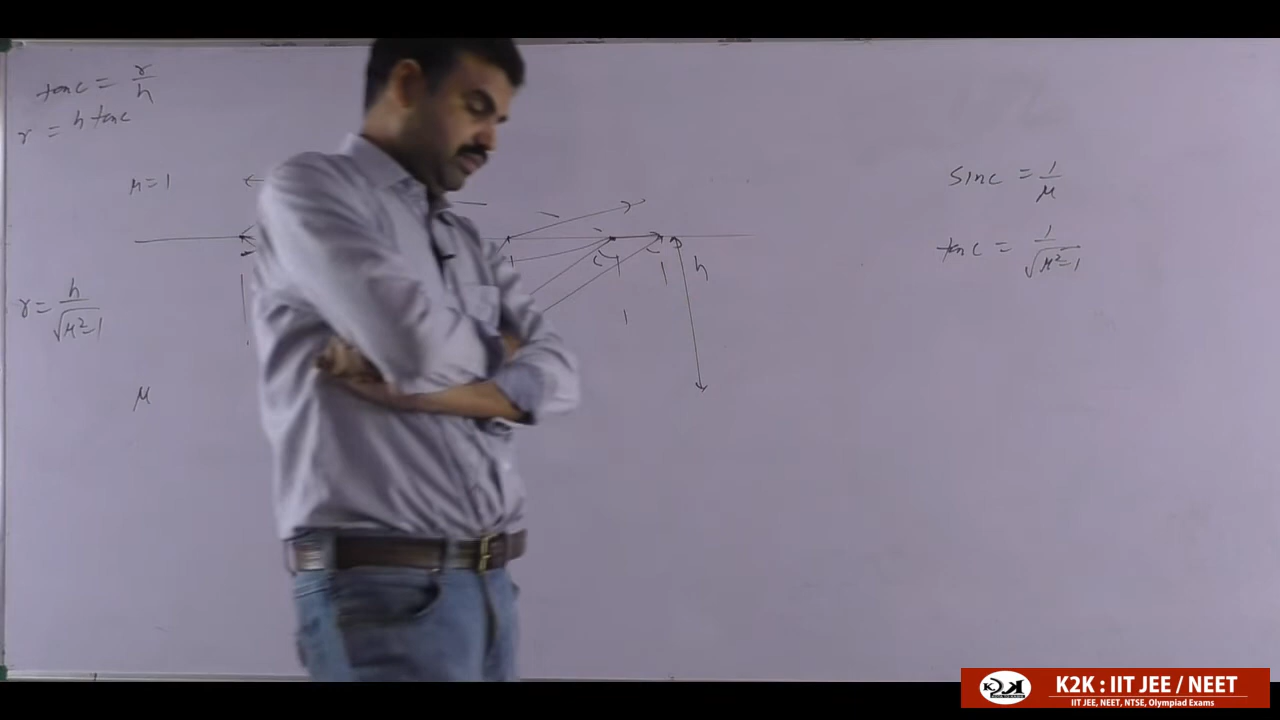 tan c = r/h
r = h tan c
μ = 1
r = h/√μ²-1
μ
c
c
h
sin c = 1/μ
tan c = 1/√μ²-1
K2K : IIT JEE / NEET
IIT JEE, NEET, NTSE, Olympiad Exams